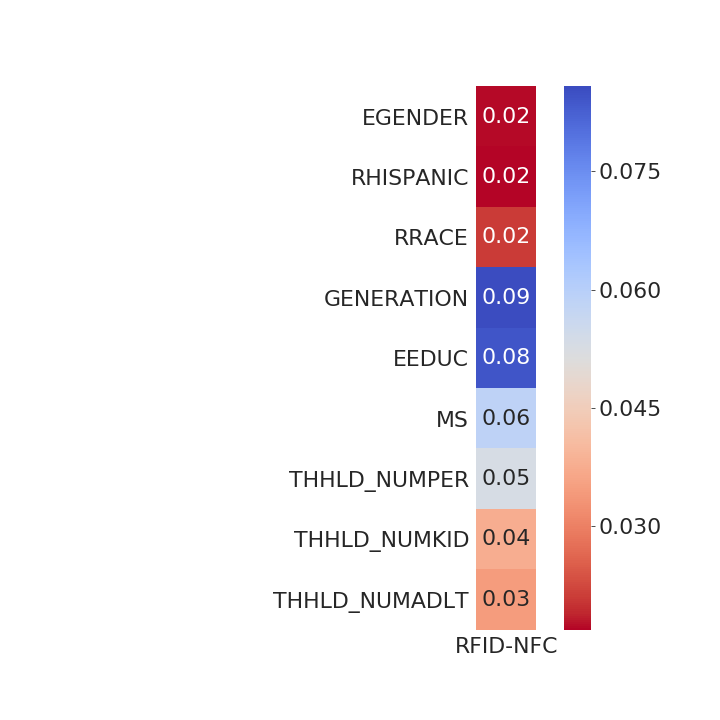 EGENDER 0.02
RHISPANIC 0.02
RRACE 0.02
GENERATION 0.09
EEDUC 0.08
MS 0.06
THHLD_NUMPER 0.05
THHLD_NUMKID 0.04
THHLD_NUMADLT 0.03
RFID-NFC
0.075
0.060
0.045
0.030